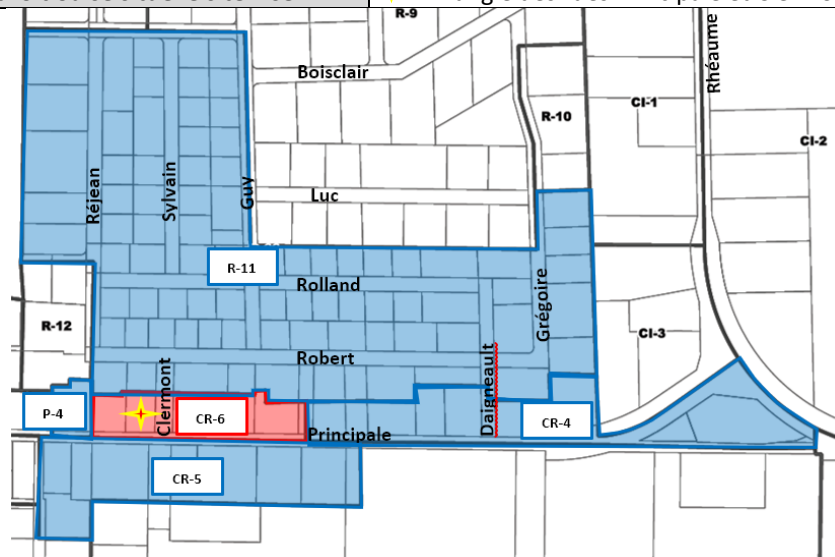 R-9
Boisclair
Rhéaume
CI-1
R-10
CI-2
Réjean
Sylvain
Guy
Luc
R-11
Rolland
Grégoire
R-12
CI-3
Robert
Clermont
Daigneault
P-4
CR-6
CR-4
Principale
CR-5